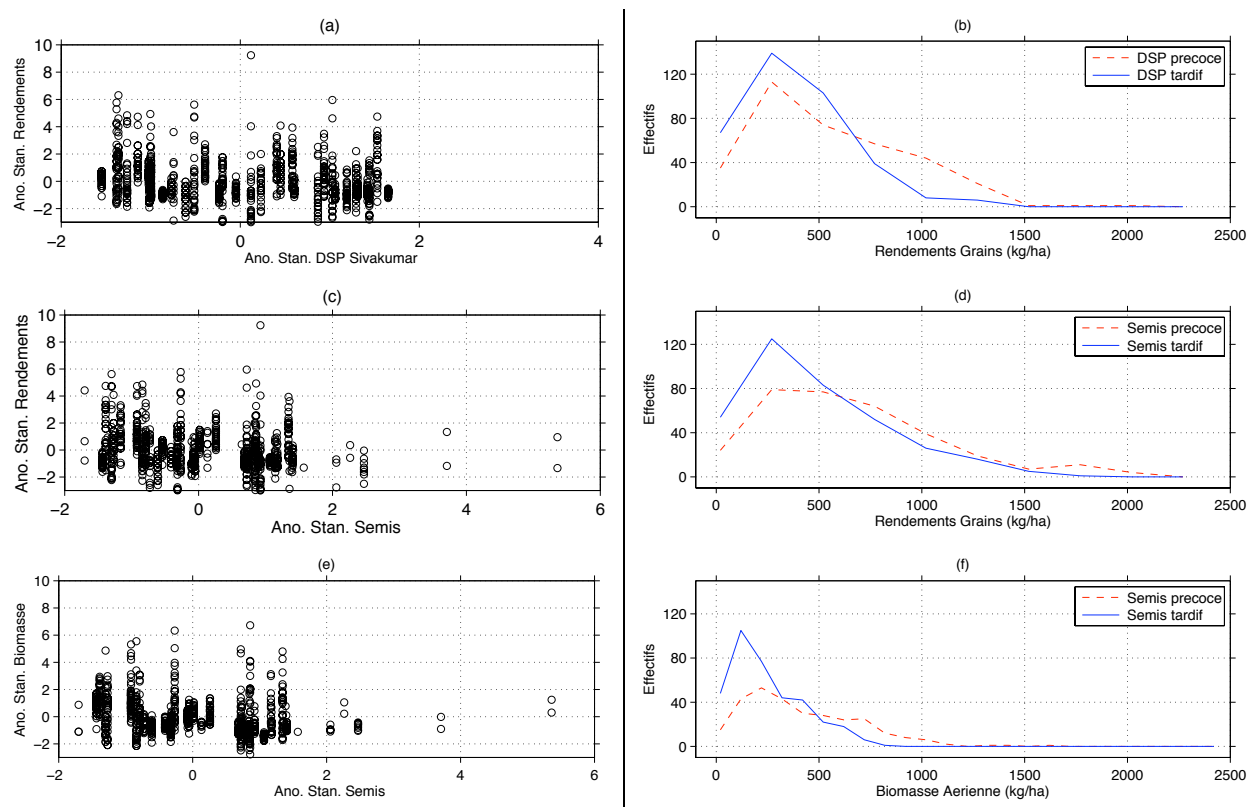 (a)
10
8
6
4
2
0
−2
−2
0
2
4
Ano. Stan. Rendements
Ano. Stan. DSP Sivakumar
(b)
DSP precoce
DSP tardif
120
80
40
0
0
500
1000
1500
2000
2500
Effectifs
Rendements Grains (kg/ha)
(c)
10
8
6
4
2
0
−2
−2
0
2
4
6
Ano. Stan. Rendements
Ano. Stan. Semis
(d)
Semis precoce
Semis tardif
120
80
40
0
0
500
1000
1500
2000
2500
Effectifs
Rendements Grains (kg/ha)
(e)
10
8
6
4
2
0
−2
−2
0
2
4
6
Ano. Stan. Biomasse
Ano. Stan. Semis
(f)
Semis precoce
Semis tardif
120
80
40
0
0
500
1000
1500
2000
2500
Effectifs
Biomasse Aerienne (kg/ha)